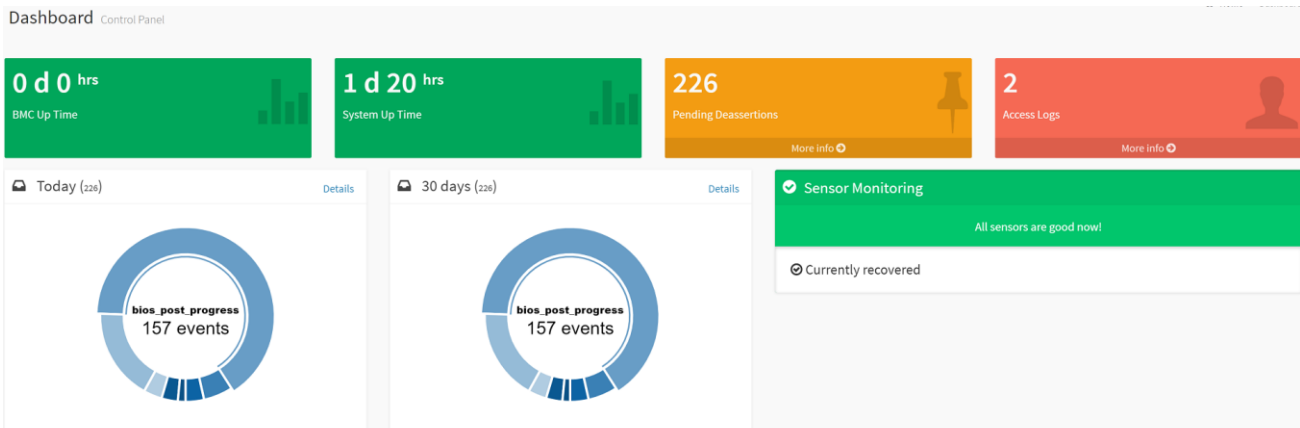 Dashboard Control Panel
0 d 0 hrs
BMC Up Time
1 d 20 hrs
System Up Time
226
Pending Deassertions
More info
2
Access Logs
More info
Today (226) Details
bios_post_progress
157 events
30 days (226) Details
bios_post_progress
157 events
Sensor Monitoring
All sensors are good now!
Currently recovered